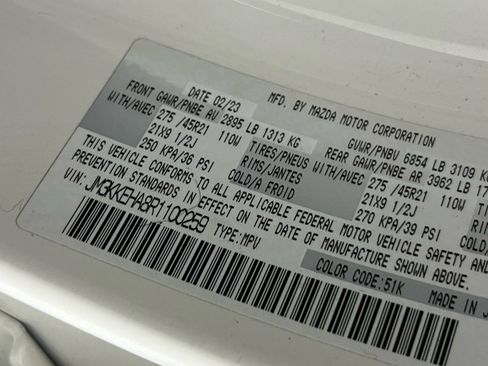 MFD. BY MAZDA MOTOR CORPORATION
DATE 02/23 GVWR/PNBV 6854 LB 3109 KG
FRONT GAWR/PNBE AV 2895 LB 1313 KG REAR GAWR/PNBE AR 3962 LB
WITH/AVEC 275 /45R21 110W TIRES/PNEUS WITH/AVEC 275 /45R21 110W
21X9 1/2J RIMS/JANTES 21X9 1/2J
250 KPA/36 PSI COLD/A FROID 270 KPA/39 PSI
THIS VEHICLE CONFORMS TO ALL APPLICABLE FEDERAL MOTOR VEHICLE SAFETY AND
PREVENTION STANDARDS IN EFFECT ON THE DATE OF MANUFACTURE SHOWN ABOVE.
VIN: JM3KKEHA8R1100259 TYPE: MPV
COLOR CODE: 51K MADE IN